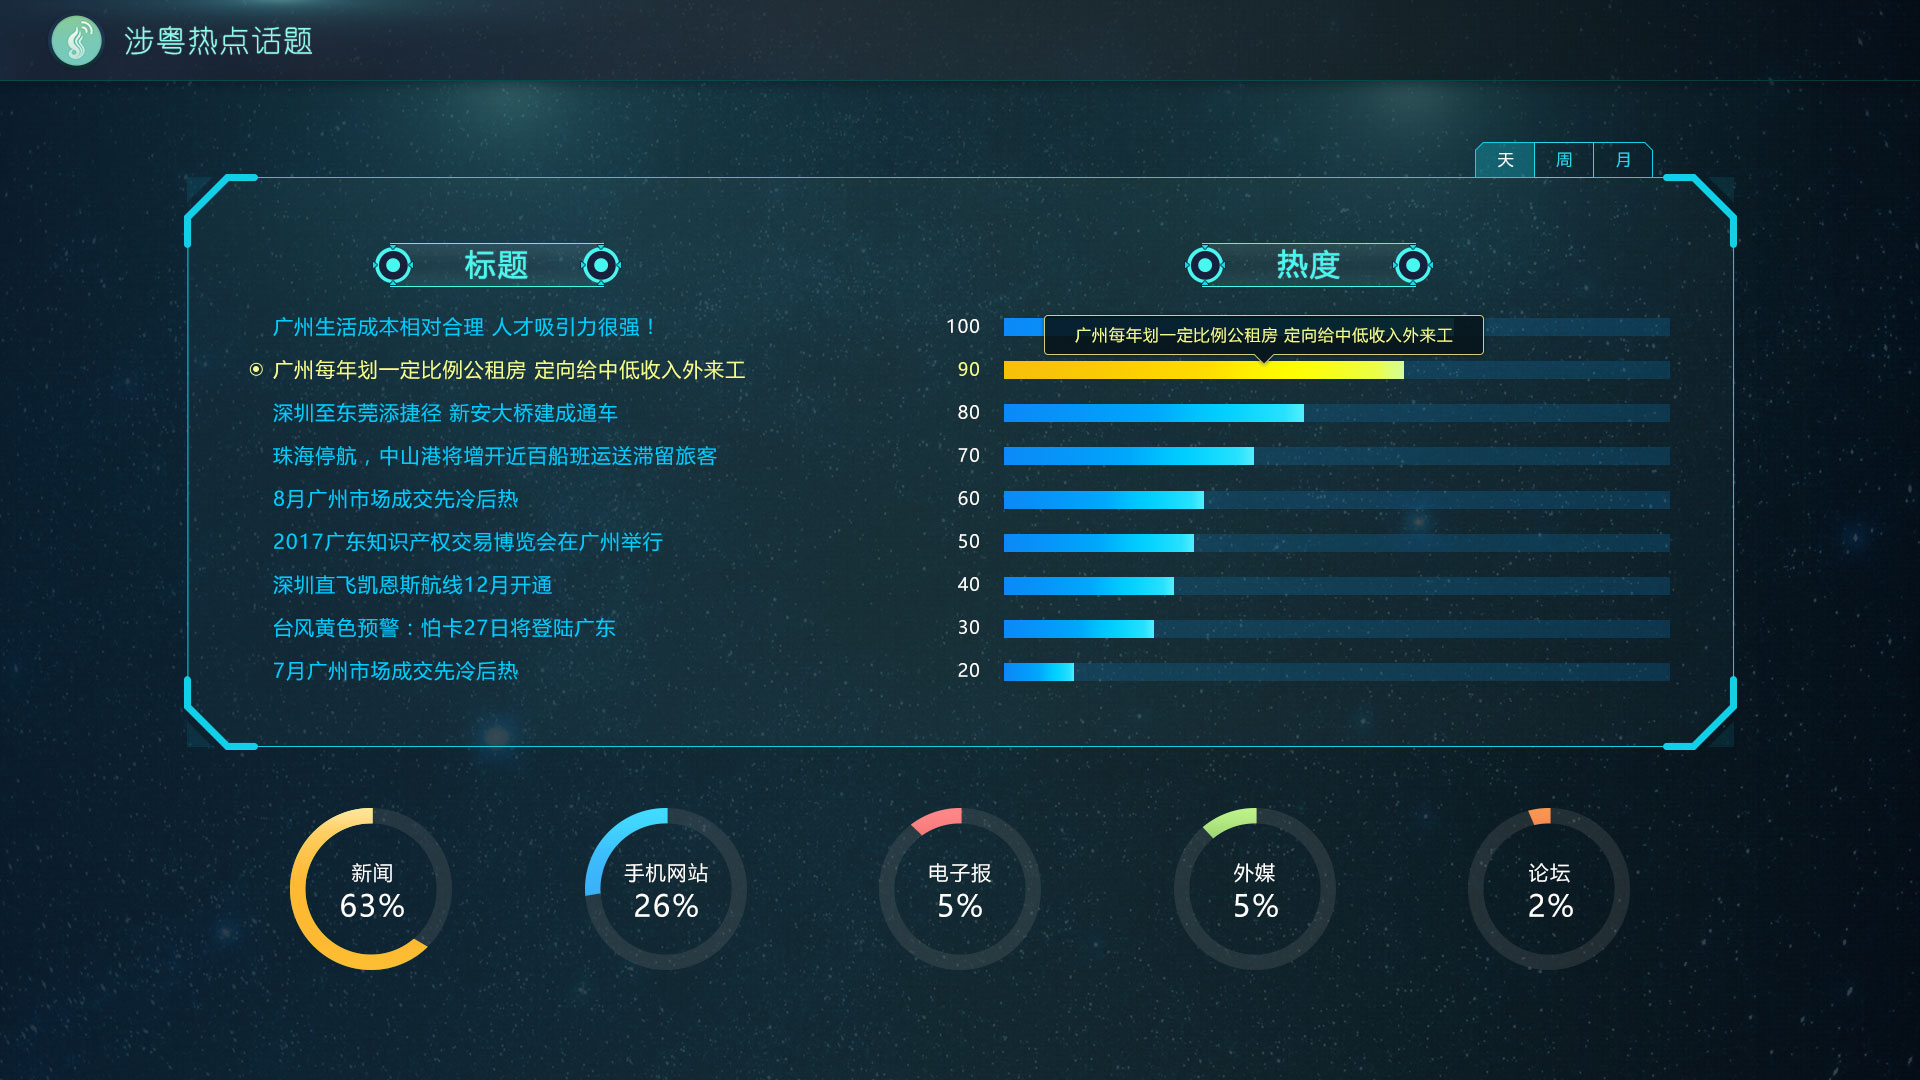 涉粤热点话题
天 周 月
标题 热度
广州生活成本相对合理 人才吸引力很强！ 100
广州每年划一定比例公租房 定向给中低收入外来工
广州每年划一定比例公租房 定向给中低收入外来工 90
深圳至东莞添捷径 新安大桥建成通车 80
珠海停航，中山港将增开近百船班运送滞留旅客 70
8月广州市场成交先冷后热 60
2017广东知识产权交易博览会在广州举行 50
深圳直飞凯恩斯航线12月开通 40
台风黄色预警：怕卡27日将登陆广东 30
7月广州市场成交先冷后热 20
新闻 手机网站 电子报 外媒 论坛
63% 26% 5% 5% 2%